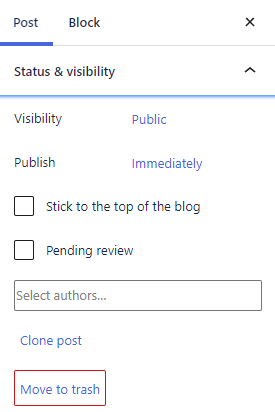 Post Block
Status & visibility
Visibility Public
Publish Immediately
Stick to the top of the blog
Pending review
Select authors...
Clone post
Move to trash